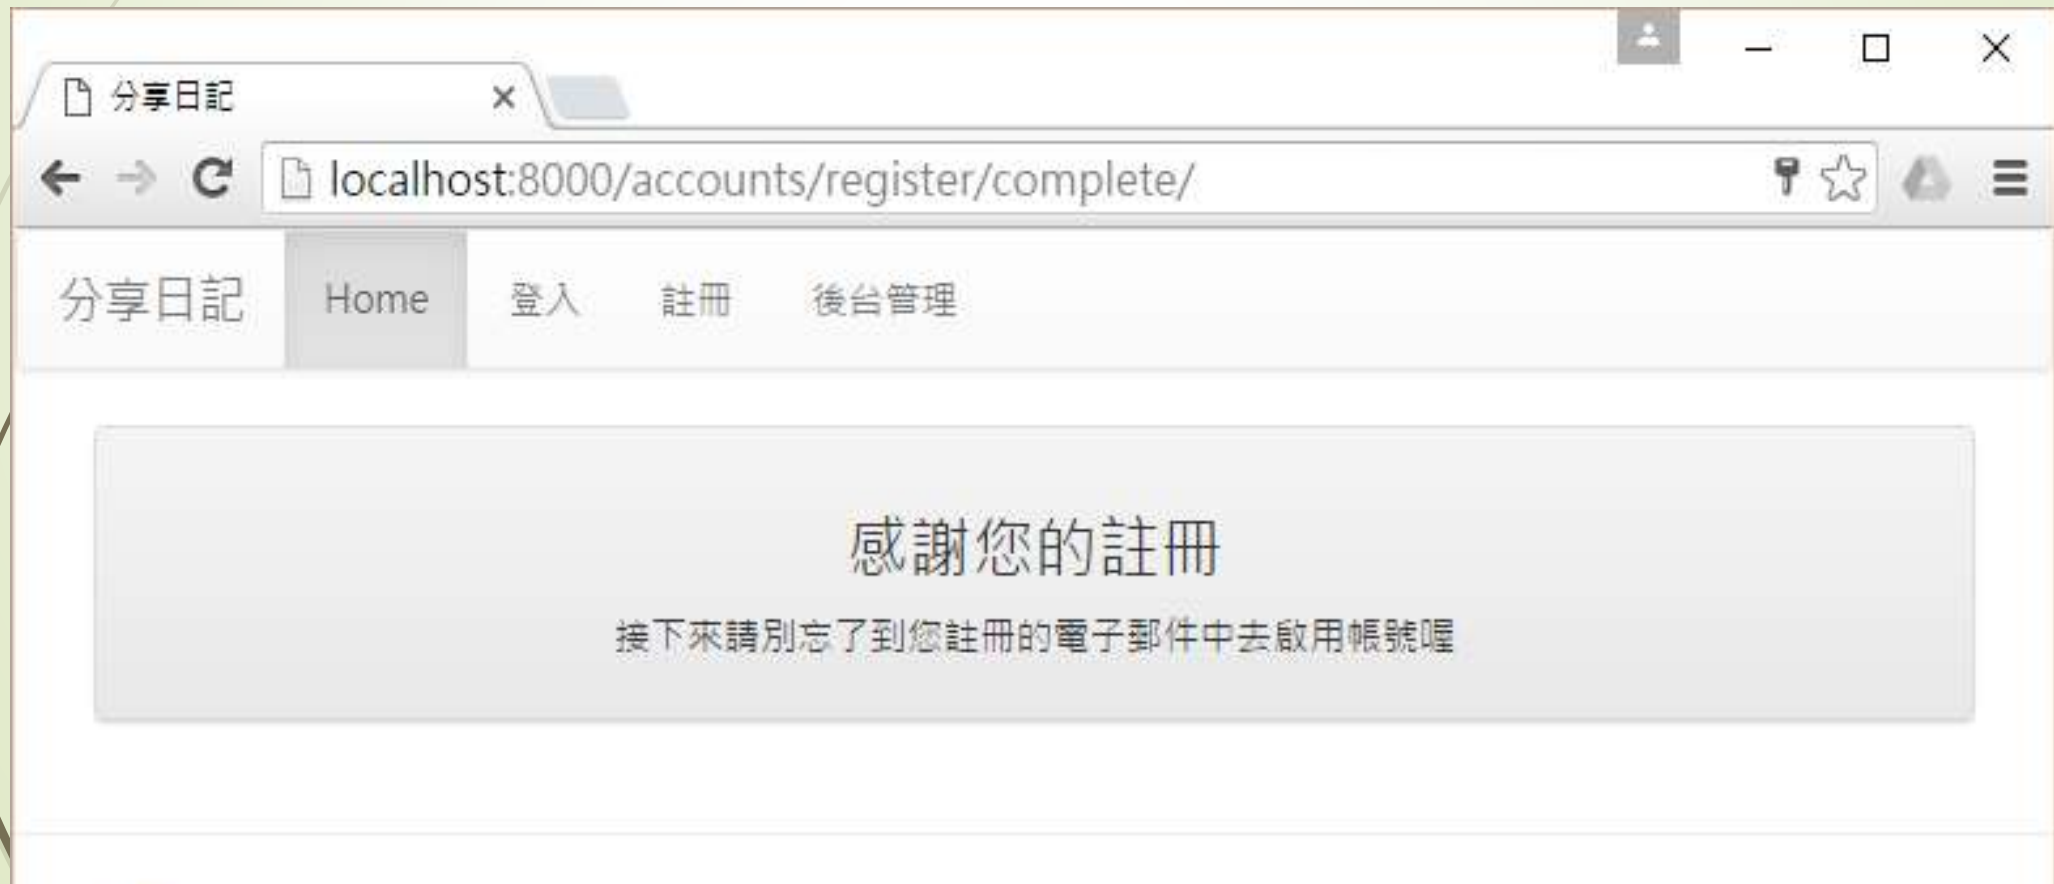 分享日記
localhost:8000/accounts/register/complete/
分享日記 Home 登入 註冊 後台管理
感謝您的註冊
接下來請別忘了到您註冊的電子郵件中去啟用帳號喔